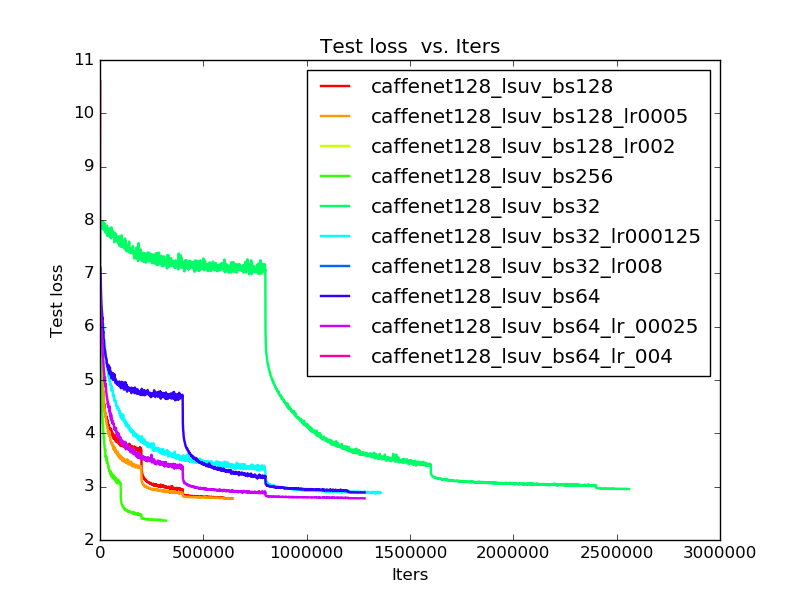 Test loss  vs. Iters
11
10
9
8
7
6
5
4
3
2
Test loss
caffenet128_lsuv_bs128
caffenet128_lsuv_bs128_lr0005
caffenet128_lsuv_bs128_lr002
caffenet128_lsuv_bs256
caffenet128_lsuv_bs32
caffenet128_lsuv_bs32_lr000125
caffenet128_lsuv_bs32_lr008
caffenet128_lsuv_bs64
caffenet128_lsuv_bs64_lr_00025
caffenet128_lsuv_bs64_lr_004
0 500000 1000000 1500000 2000000 2500000 3000000
Iters